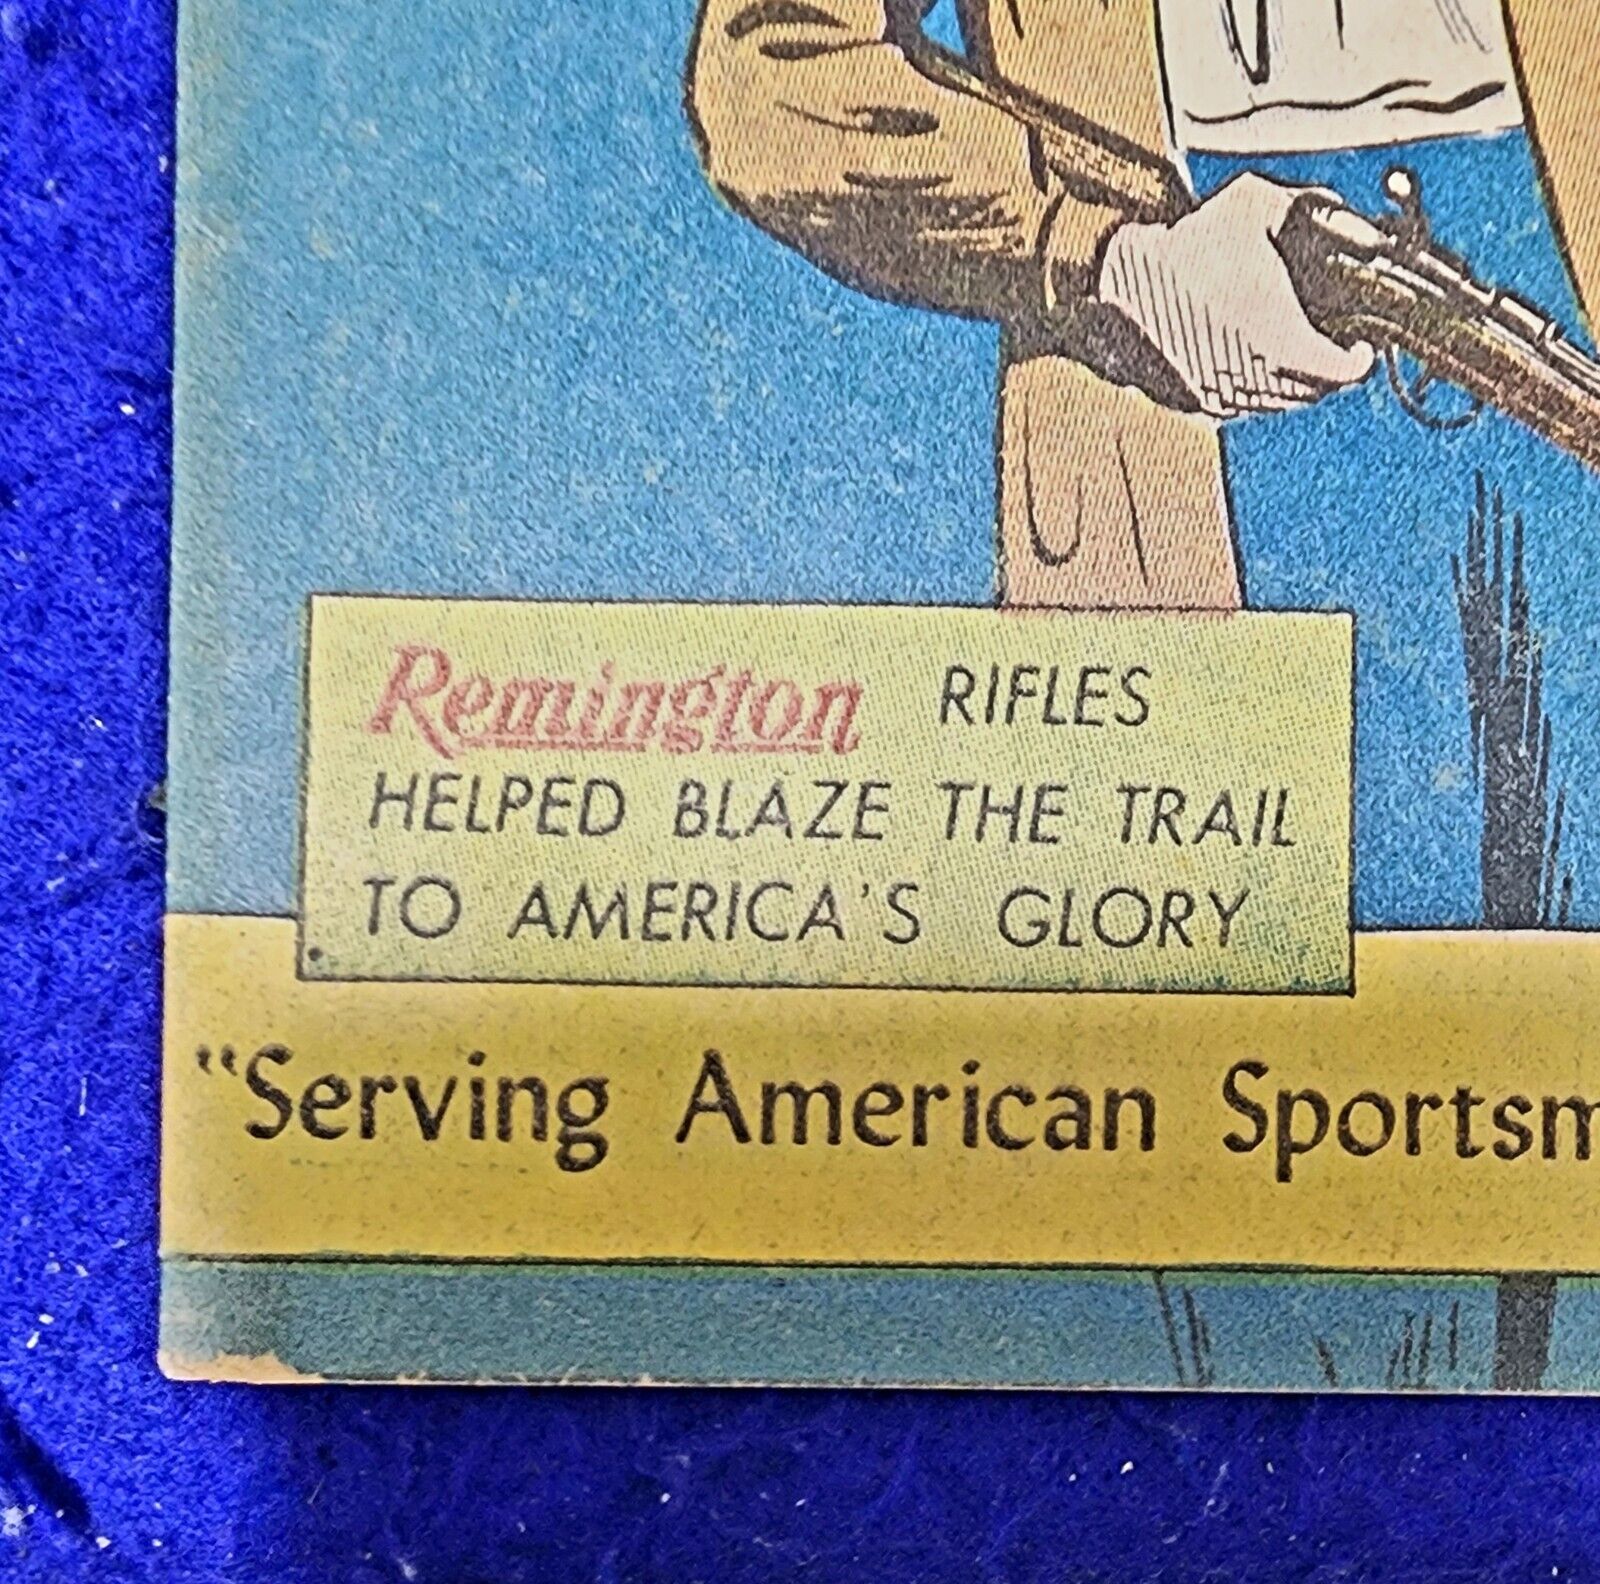 Remington RIFLES
HELPED BLAZE THE TRAIL
TO AMERICA'S GLORY
"Serving American Sportsm